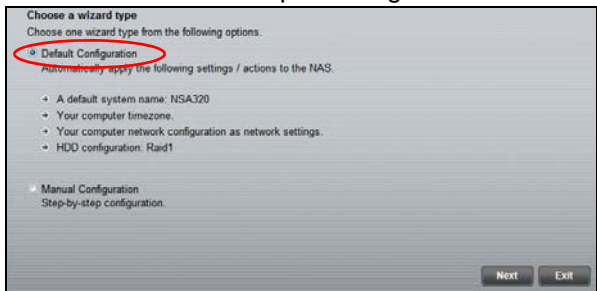 Choose a wizard type
Choose one wizard type from the following options.
Default Configuration
Automatically apply the following settings / actions to the NAS.
A default system name: NSA320
Your computer timezone.
Your computer network configuration as network settings.
HDD configuration: Raid1
Manual Configuration
Step-by-step configuration.
Next Exit